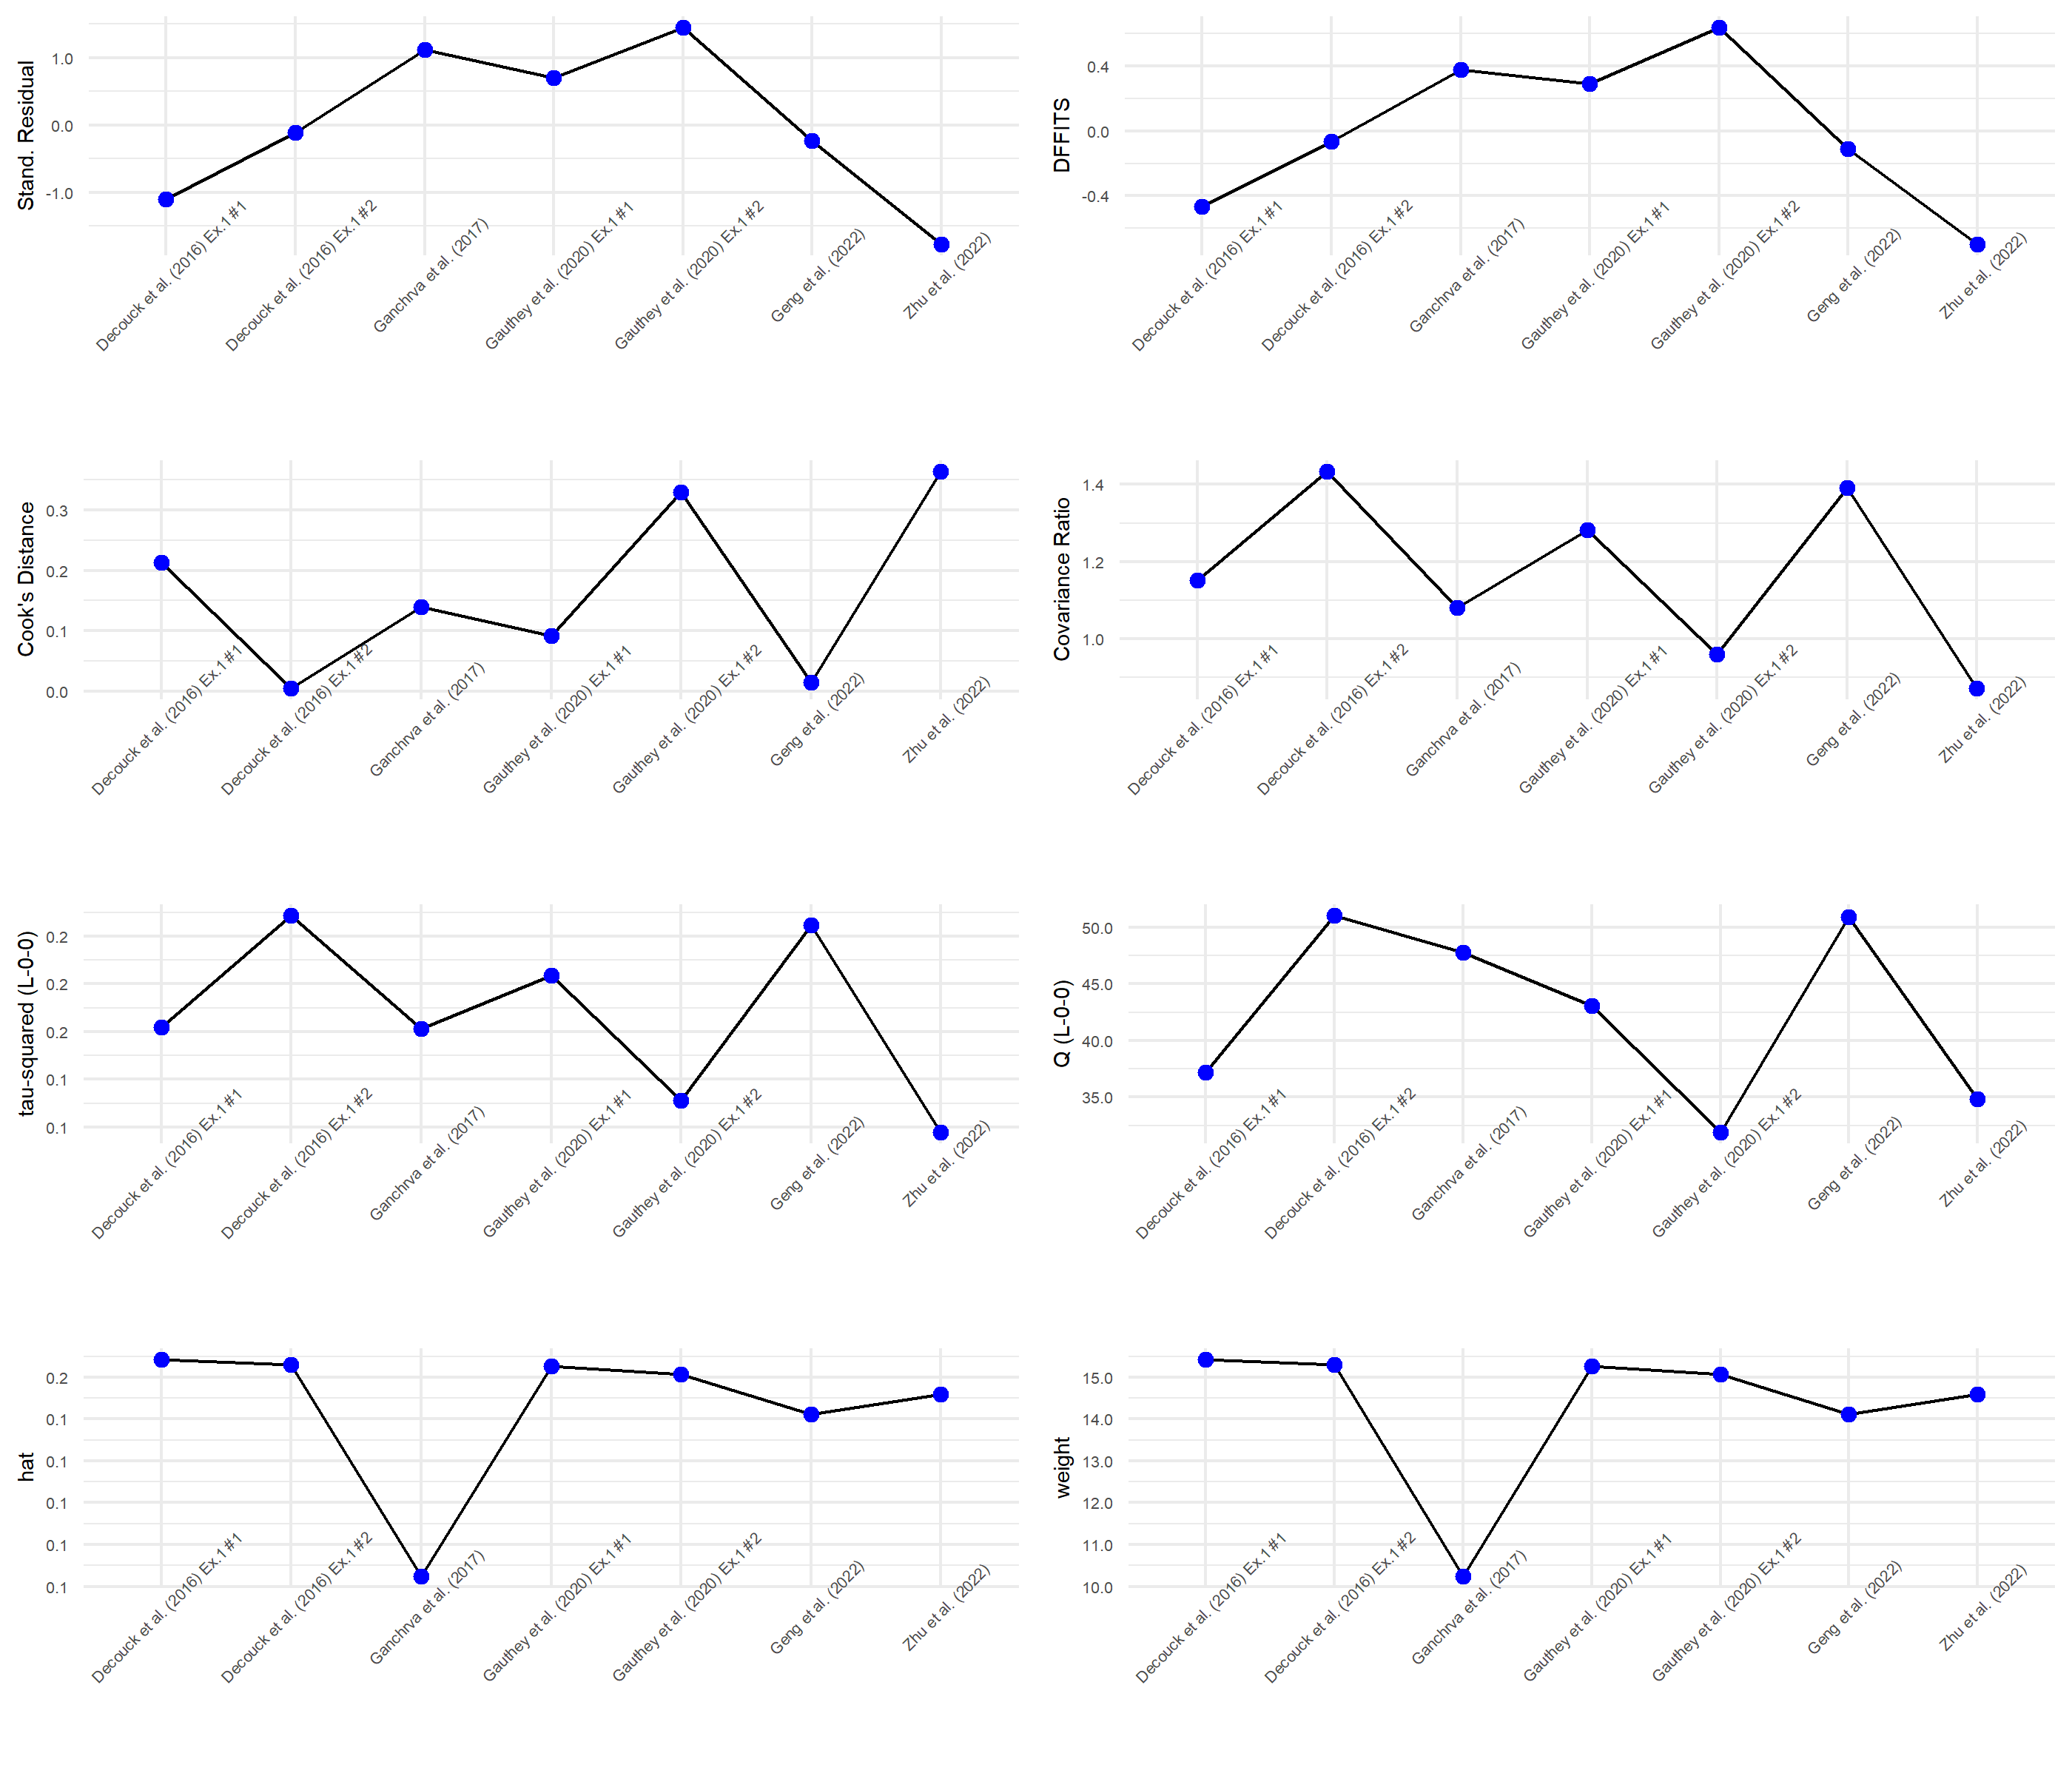 Stand. Residual
1.0
0.0
-1.0
Decouck et al. (2016) Ex.1#1
Decouck et al. (2016) Ex.1#2
Ganchrva et al. (2017)
Gauthey et al. (2020) Ex.1#1
Gauthey et al. (2020) Ex.1#2
Geng et al. (2022)
Zhu et al. (2022)
DFFITS
0.4
0.0
-0.4
Decouck et al. (2016) Ex.1#1
Decouck et al. (2016) Ex.1#2
Ganchrva et al. (2017)
Gauthey et al. (2020) Ex.1#1
Gauthey et al. (2020) Ex.1#2
Geng et al. (2022)
Zhu et al. (2022)
Cook's Distance
0.3
0.2
0.1
0.0
Decouck et al. (2016) Ex.1#1
Decouck et al. (2016) Ex.1#2
Ganchrva et al. (2017)
Gauthey et al. (2020) Ex.1#1
Gauthey et al. (2020) Ex.1#2
Geng et al. (2022)
Zhu et al. (2022)
Covariance Ratio
1.4
1.2
1.0
Decouck et al. (2016) Ex.1#1
Decouck et al. (2016) Ex.1#2
Ganchrva et al. (2017)
Gauthey et al. (2020) Ex.1#1
Gauthey et al. (2020) Ex.1#2
Geng et al. (2022)
Zhu et al. (2022)
tau-squared (L-0-0)
0.2
0.2
0.2
0.1
0.1
Decouck et al. (2016) Ex.1#1
Decouck et al. (2016) Ex.1#2
Ganchrva et al. (2017)
Gauthey et al. (2020) Ex.1#1
Gauthey et al. (2020) Ex.1#2
Geng et al. (2022)
Zhu et al. (2022)
Q (L-0-0)
50.0
45.0
40.0
35.0
Decouck et al. (2016) Ex.1#1
Decouck et al. (2016) Ex.1#2
Ganchrva et al. (2017)
Gauthey et al. (2020) Ex.1#1
Gauthey et al. (2020) Ex.1#2
Geng et al. (2022)
Zhu et al. (2022)
hat
0.2
0.1
0.1
0.1
0.1
0.1
Decouck et al. (2016) Ex.1#1
Decouck et al. (2016) Ex.1#2
Ganchrva et al. (2017)
Gauthey et al. (2020) Ex.1#1
Gauthey et al. (2020) Ex.1#2
Geng et al. (2022)
Zhu et al. (2022)
weight
15.0
14.0
13.0
12.0
11.0
10.0
Decouck et al. (2016) Ex.1#1
Decouck et al. (2016) Ex.1#2
Ganchrva et al. (2017)
Gauthey et al. (2020) Ex.1#1
Gauthey et al. (2020) Ex.1#2
Geng et al. (2022)
Zhu et al. (2022)